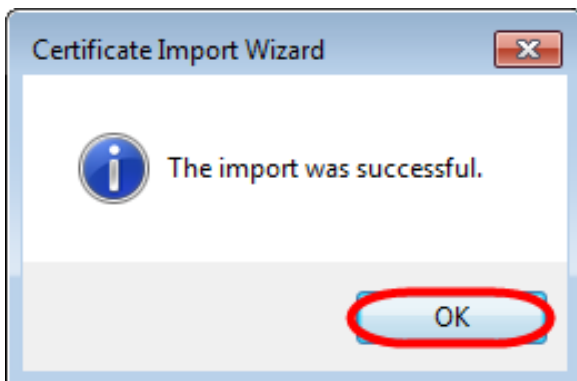 Certificate Import Wizard
The import was successful.
OK